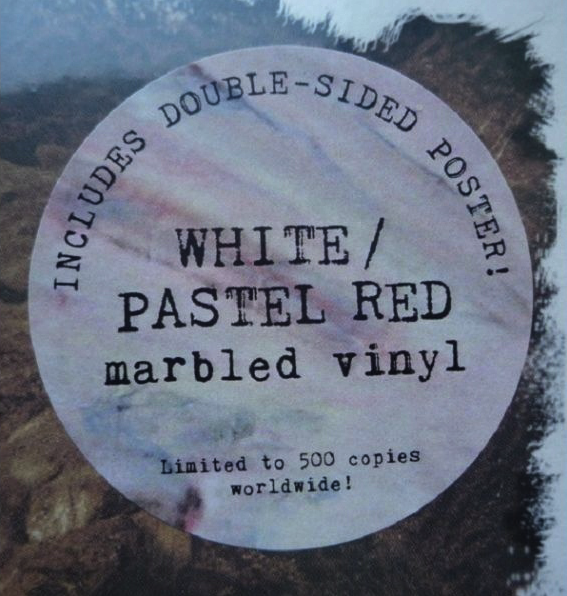 INCLUDES DOUBLE-SIDED POSTER!
WHITE/
PASTEL RED
marbled vinyl
Limited to 500 copies
worldwide!